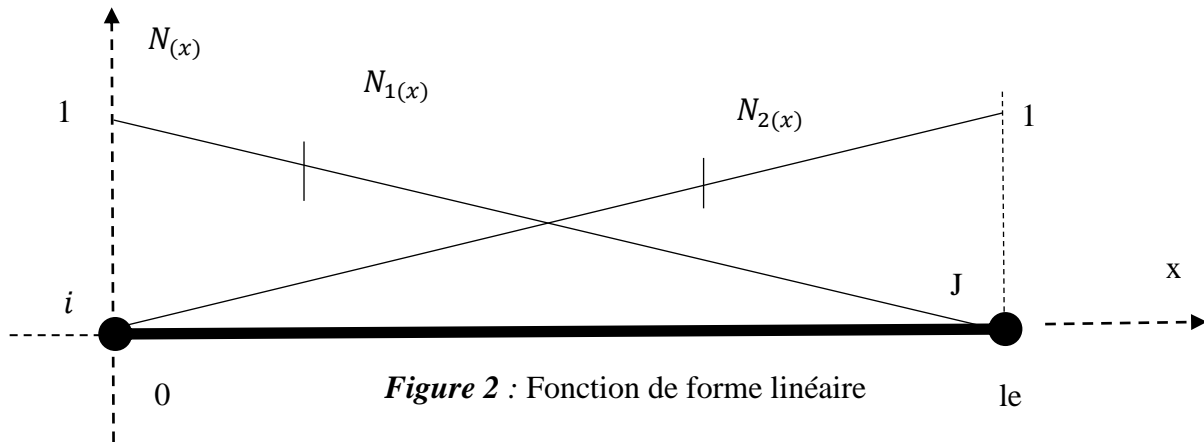 N(x)
N1(x)
N2(x)
1
1
x
J
i
0
Figure 2 : Fonction de forme linéaire
le